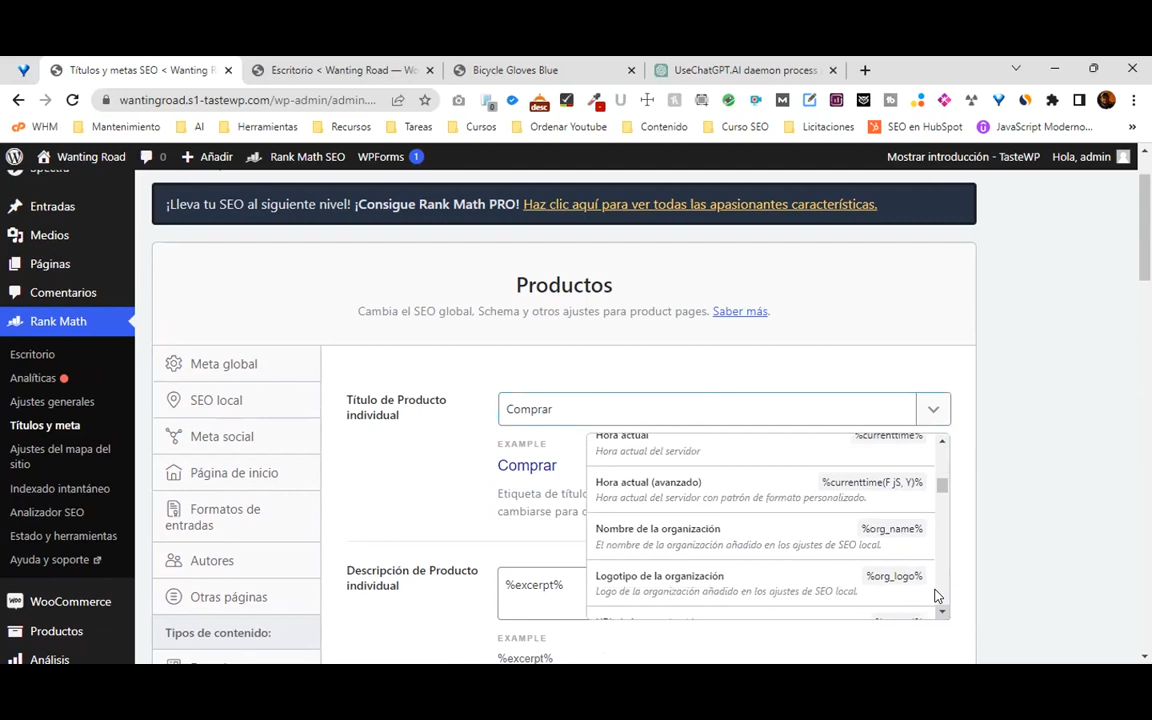 Títulos y metas SEO < Wanting R
Escritorio < Wanting Road — Wo
Bicycle Gloves Blue
UseChatGPT.AI daemon process
wantingroad.s1-tastewp.com/wp-admin/admin....
desc
WHM
Mantenimiento
AI
Herramientas
Recursos
Tareas
Cursos
Ordenar Youtube
Contenido
Curso SEO
Licitaciones
SEO en HubSpot
JavaScript Moderno...
Wanting Road
0
Añadir
Rank Math SEO
WPForms 1
Mostrar introducción - TasteWP
Hola, admin
Spectra
Entradas
Medios
Páginas
Comentarios
Rank Math
Escritorio
Analíticas
Ajustes generales
Títulos y meta
Ajustes del mapa del
sitio
Indexado intantáneo
Analizador SEO
Estado y herramientas
Ayuda y soporte
WooCommerce
Productos
Análisis
¡Lleva tu SEO al siguiente nivel! ¡Consigue Rank Math PRO! Haz clic aquí para ver todas las apasionantes características.
Productos
Cambia el SEO global, Schema y otros ajustes para product pages. Saber más.
Meta global
SEO local
Meta social
Página de inicio
Formatos de
entradas
Autores
Otras páginas
Tipos de contenido:
Título de Producto
individual
Comprar
EXAMPLE
Comprar
Etiqueta de títul
cambiarse para c
Hora actual %currenttime%
Hora actual del servidor
Hora actual (avanzado) %currenttime(F jS, Y)%
Hora actual del servidor con patrón de formato personalizado.
Nombre de la organización %org_name%
El nombre de la organización añadido en los ajustes de SEO local.
Logotipo de la organización %org_logo%
Logo de la organización añadido en los ajustes de SEO local.
Descripción de Producto
individual
%excerpt%
EXAMPLE
%excerpt%